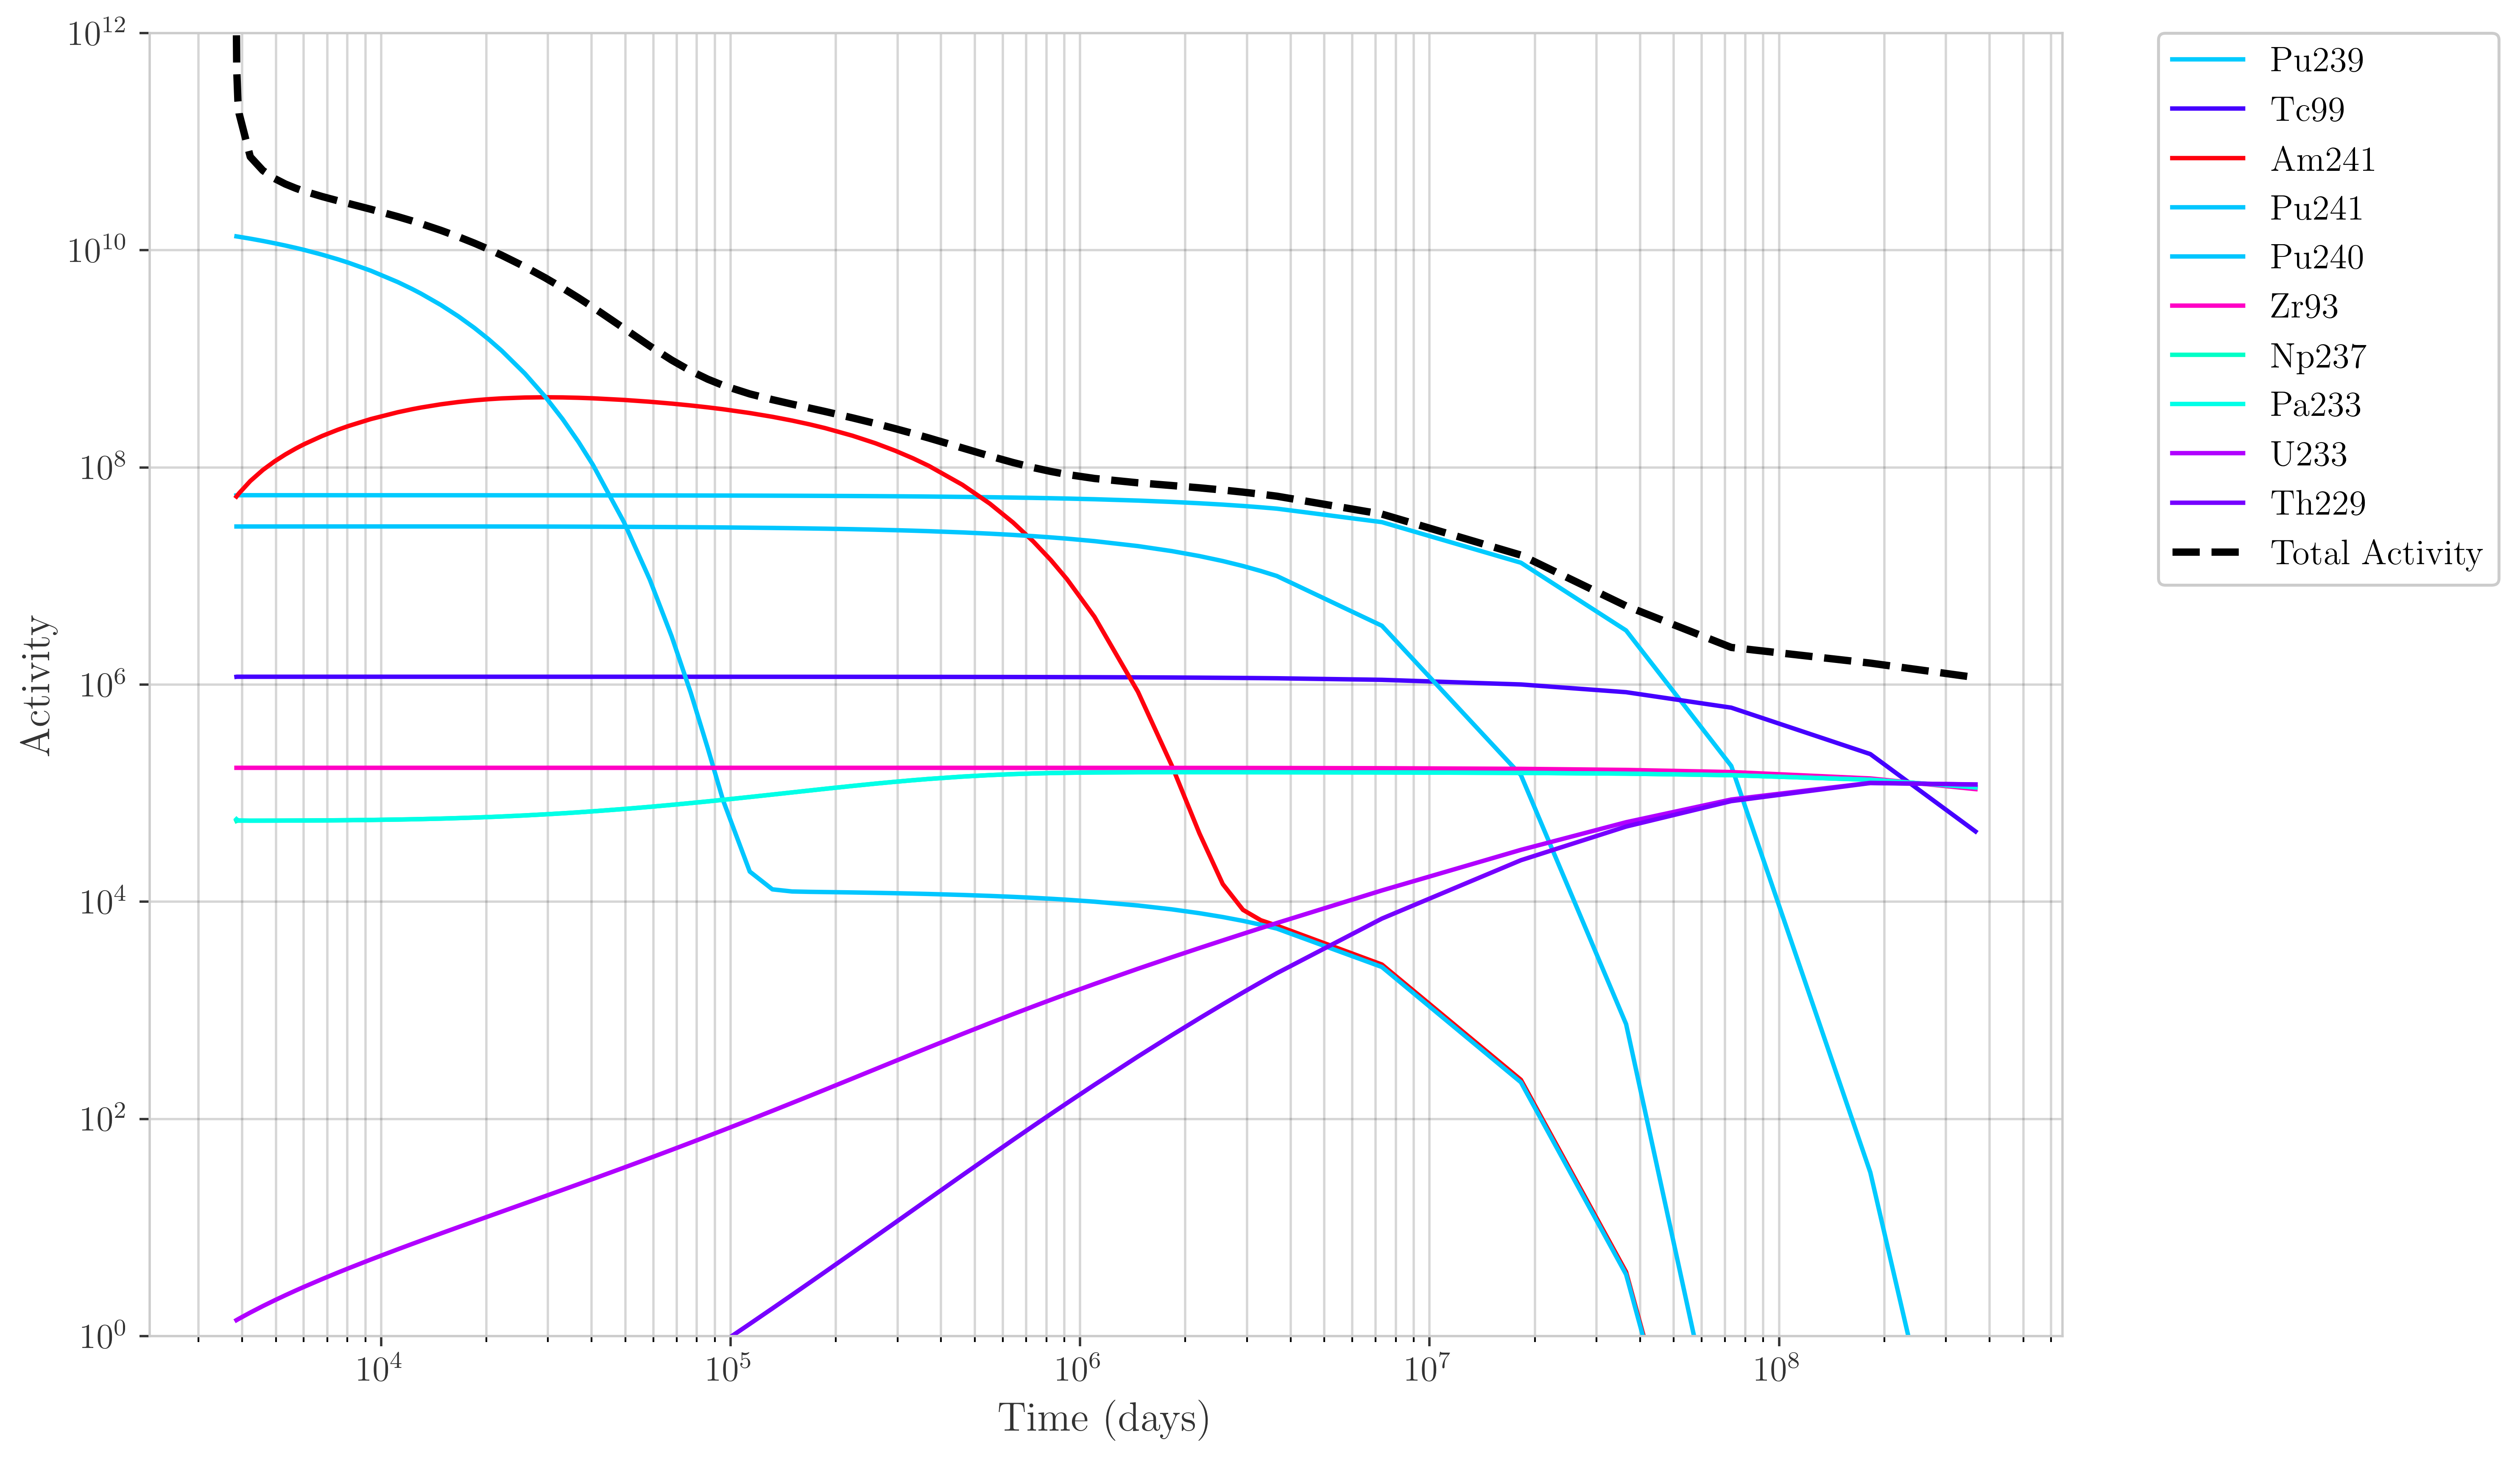 10^12
10^10
10^8
10^6
10^4
10^2
10^0
Activity
10^4
10^5
10^6
10^7
10^8
Time (days)
Pu239
Tc99
Am241
Pu241
Pu240
Zr93
Np237
Pa233
U233
Th229
Total Activity